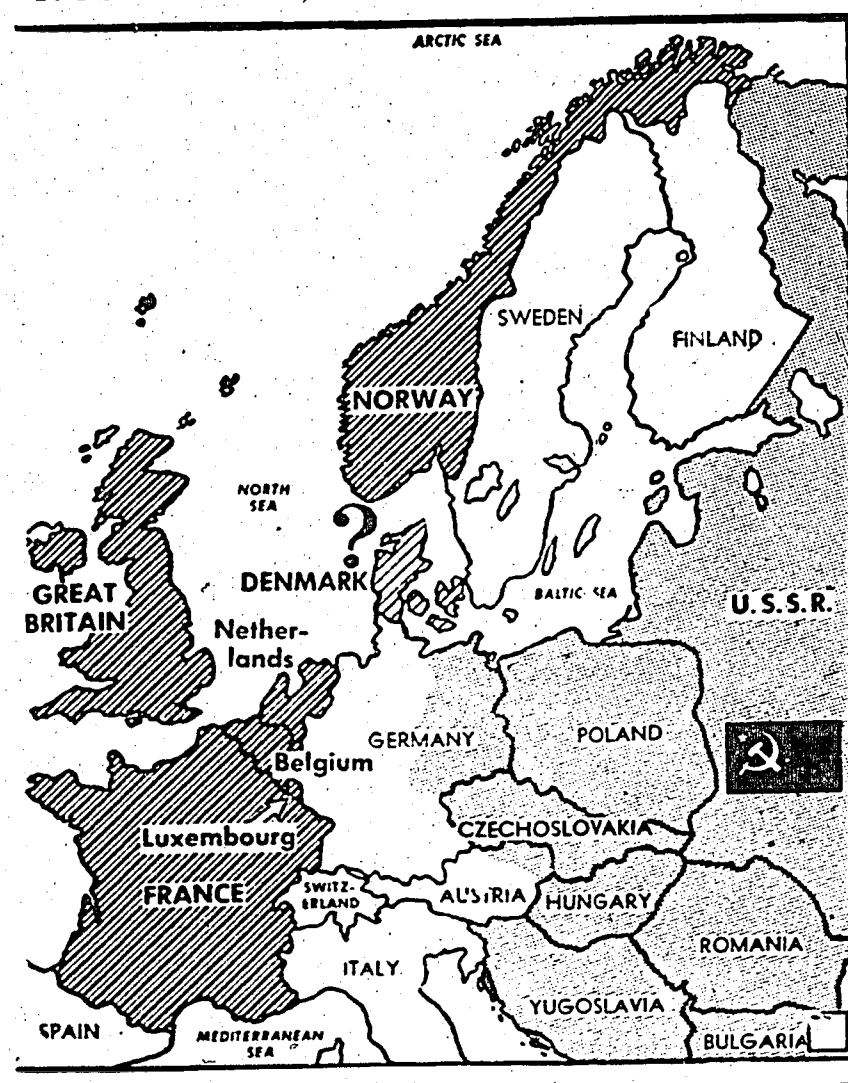 ARCTIC SEA
SWEDEN
FINLAND
NORWAY
NORTH
SEA
?
DENMARK
BALTIC SEA
GREAT
BRITAIN
U.S.S.R.
Nether-
lands
GERMANY
POLAND
Belgium
CZECHOSLOVAKIA
Luxembourg
FRANCE
SWITZ-
ERLAND
AUSTRIA
HUNGARY
ROMANIA
ITALY
YUGOSLAVIA
SPAIN
MEDITERRANEAN
SEA
BULGARIA